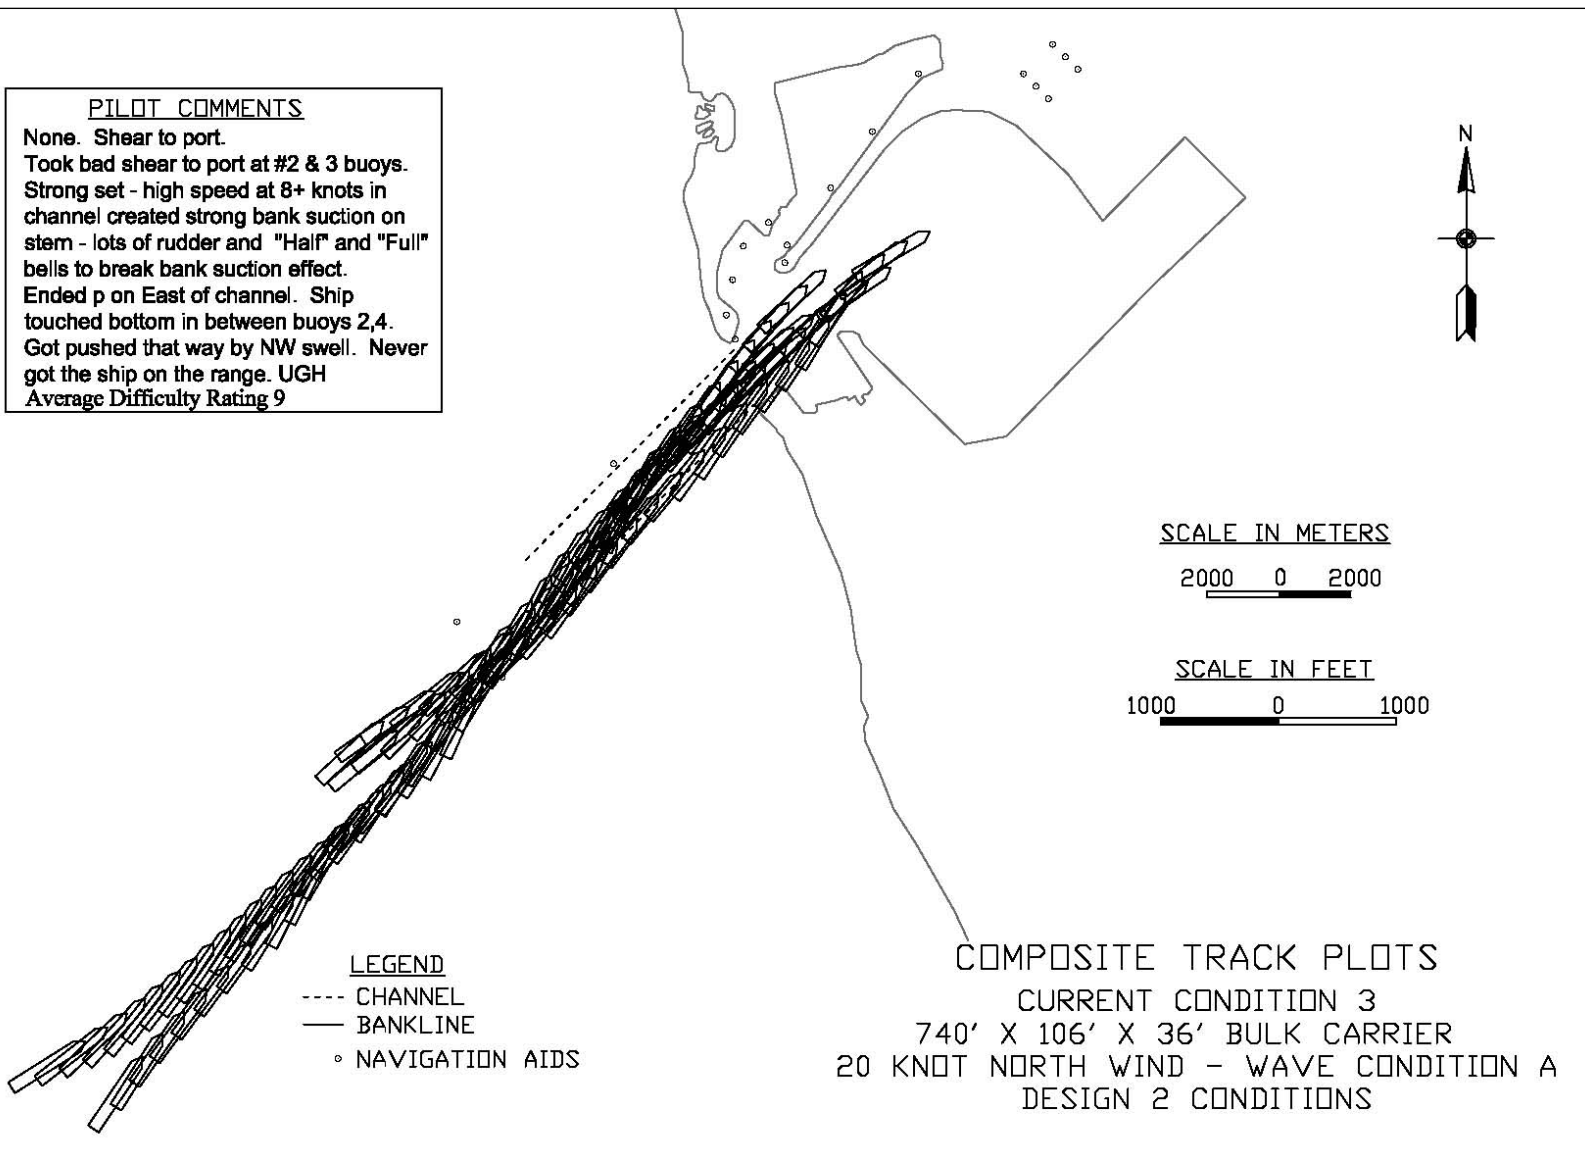 PILOT COMMENTS
None. Shear to port.
Took bad shear to port at #2 & 3 buoys.
Strong set - high speed at 8+ knots in
channel created strong bank suction on
stem - lots of rudder and "Half" and "Full"
bells to break bank suction effect.
Ended p on East of channel. Ship
touched bottom in between buoys 2,4.
Got pushed that way by NW swell. Never
got the ship on the range. UGH
Average Difficulty Rating 9
N
SCALE IN METERS
2000 0 2000
SCALE IN FEET
1000 0 1000
LEGEND
CHANNEL
BANKLINE
NAVIGATION AIDS
COMPOSITE TRACK PLOTS
CURRENT CONDITION 3
740' X 106' X 36' BULK CARRIER
20 KNOT NORTH WIND - WAVE CONDITION A
DESIGN 2 CONDITIONS